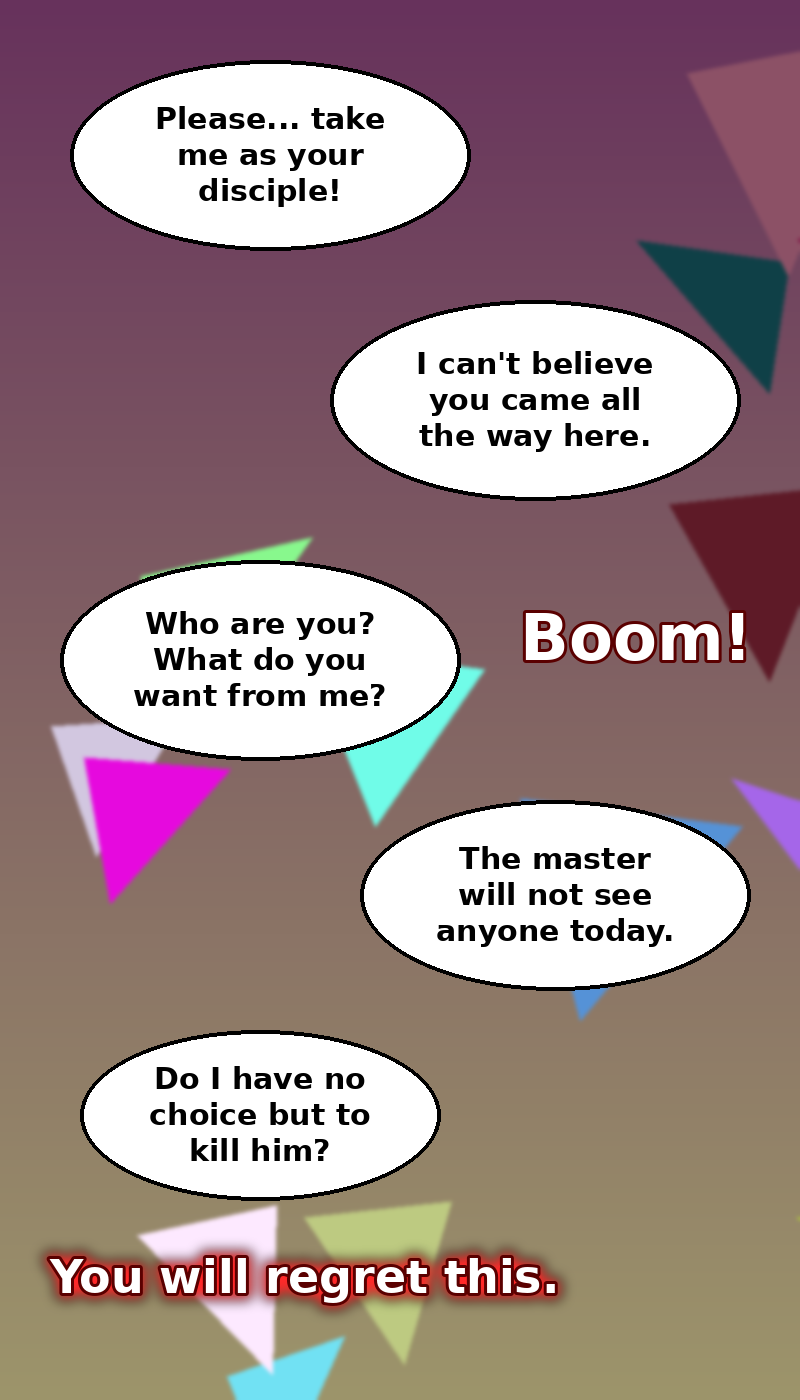 Please... take
me as your
disciple!
I can't believe
you came all
the way here.
Who are you?
What do you
want from me?
Boom!
The master
will not see
anyone today.
Do I have no
choice but to
kill him?
You will regret this.